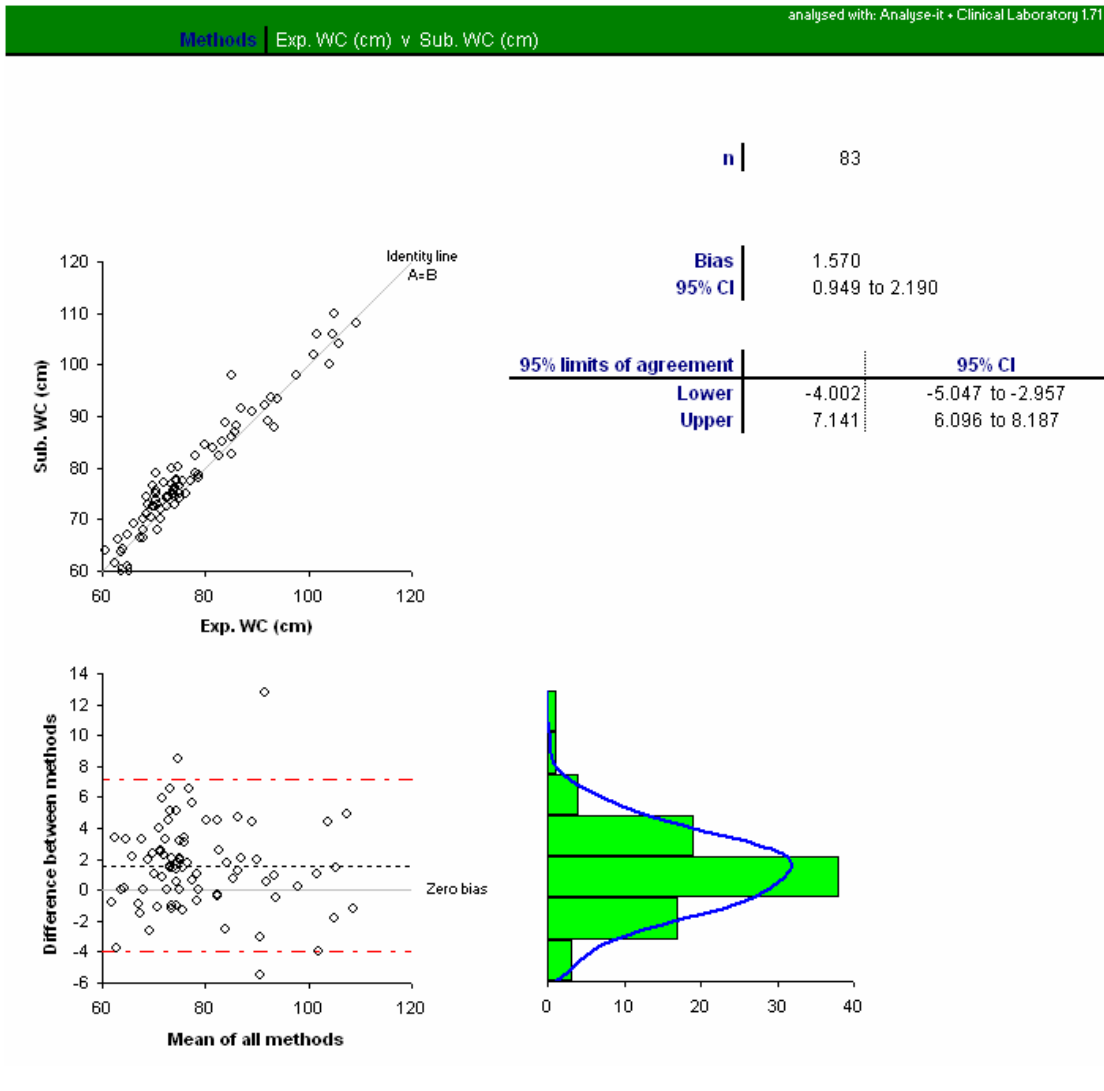 analysed with: Analyse-it + Clinical Laboratory 1.71
Methods Exp. WC (cm) v Sub. WC (cm)
n 83
Bias 1.570
95% CI 0.949 to 2.190
95% limits of agreement 95% CI
Lower -4.002 -5.047 to -2.957
Upper 7.141 6.096 to 8.187
Identity line
A=B
120
110
100
90
80
70
60
Sub. WC (cm)
60 80 100 120
Exp. WC (cm)
14
12
10
8
6
4
2
0
-2
-4
-6
Difference between methods
Zero bias
60 80 100 120
Mean of all methods
0 10 20 30 40